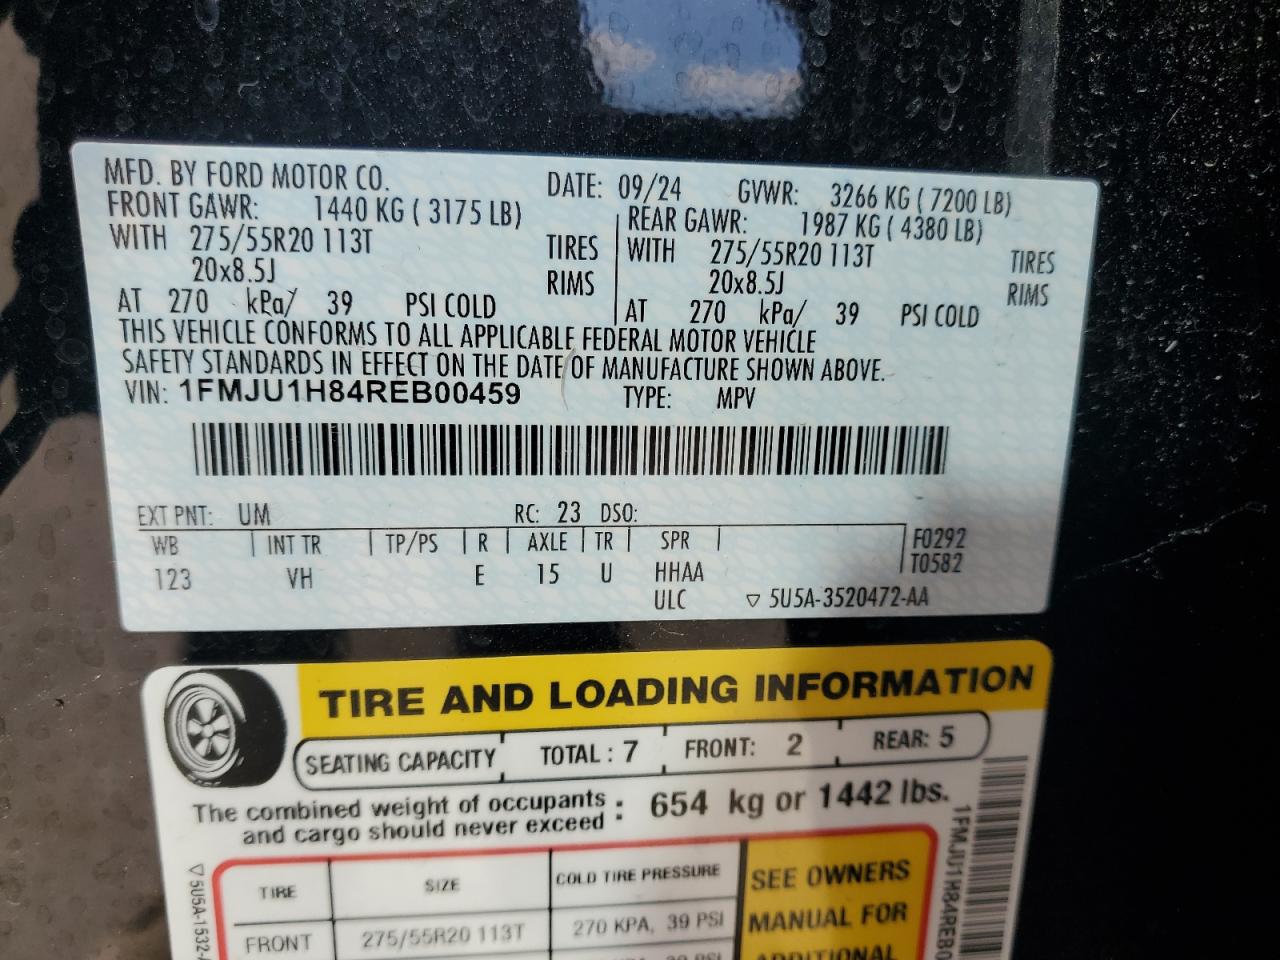 MFD. BY FORD MOTOR CO. DATE: 09/24 GVWR: 3266 KG ( 7200 LB)
FRONT GAWR: 1440 KG ( 3175 LB) REAR GAWR: 1987 KG ( 4380 LB)
WITH 275/55R20 113T TIRES WITH 275/55R20 113T TIRES
20x8.5J RIMS 20x8.5J RIMS
AT 270 kPa/ 39 PSI COLD AT 270 kPa/ 39 PSI COLD
THIS VEHICLE CONFORMS TO ALL APPLICABLE FEDERAL MOTOR VEHICLE
SAFETY STANDARDS IN EFFECT ON THE DATE OF MANUFACTURE SHOWN ABOVE.
VIN: 1FMJU1H84REB00459 TYPE: MPV
EXT PNT: UM RC: 23 DSO:
WB INT TR TP/PS R AXLE TR SPR F0292
123 VH E 15 U HHAA T0582
ULC ▽ 5U5A-3520472-AA
TIRE AND LOADING INFORMATION
SEATING CAPACITY TOTAL : 7 FRONT: 2 REAR: 5
The combined weight of occupants
and cargo should never exceed : 654 kg or 1442 lbs.
TIRE SIZE COLD TIRE PRESSURE SEE OWNERS
MANUAL FOR
FRONT 275/55R20 113T 270 KPA, 39 PSI
ADDITIONAL
▽ 5U5A-1532-
1FMJU1H84REB0